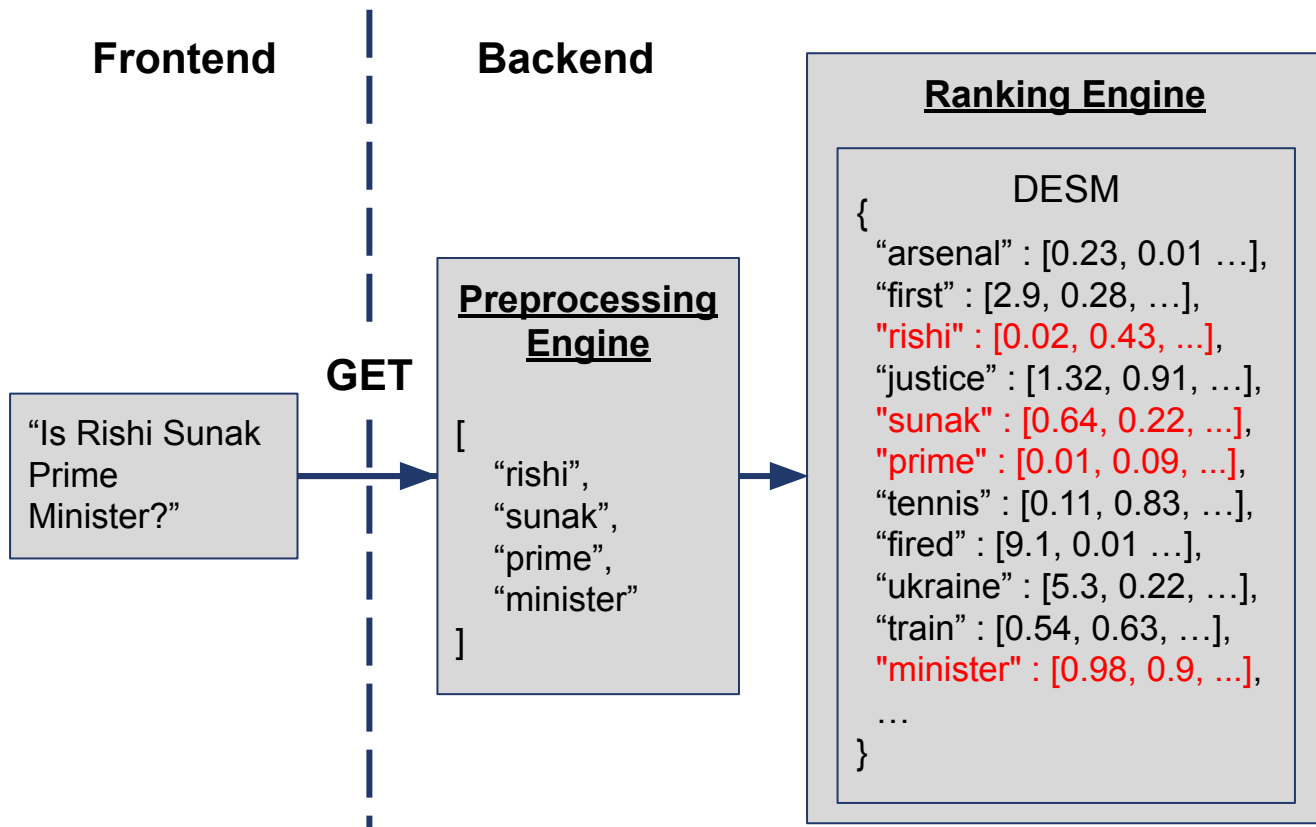 Frontend
Backend
GET
“Is Rishi Sunak
Prime
Minister?”
Preprocessing
Engine
[
“rishi”,
“sunak”,
“prime”,
“minister”
]
Ranking Engine
DESM
{
“arsenal” : [0.23, 0.01 …],
“first” : [2.9, 0.28, …],
"rishi" : [0.02, 0.43, ...],
“justice” : [1.32, 0.91, …],
"sunak" : [0.64, 0.22, ...],
"prime" : [0.01, 0.09, ...],
“tennis” : [0.11, 0.83, …],
“fired” : [9.1, 0.01 …],
“ukraine” : [5.3, 0.22, …],
“train” : [0.54, 0.63, …],
"minister" : [0.98, 0.9, ...],
…
}